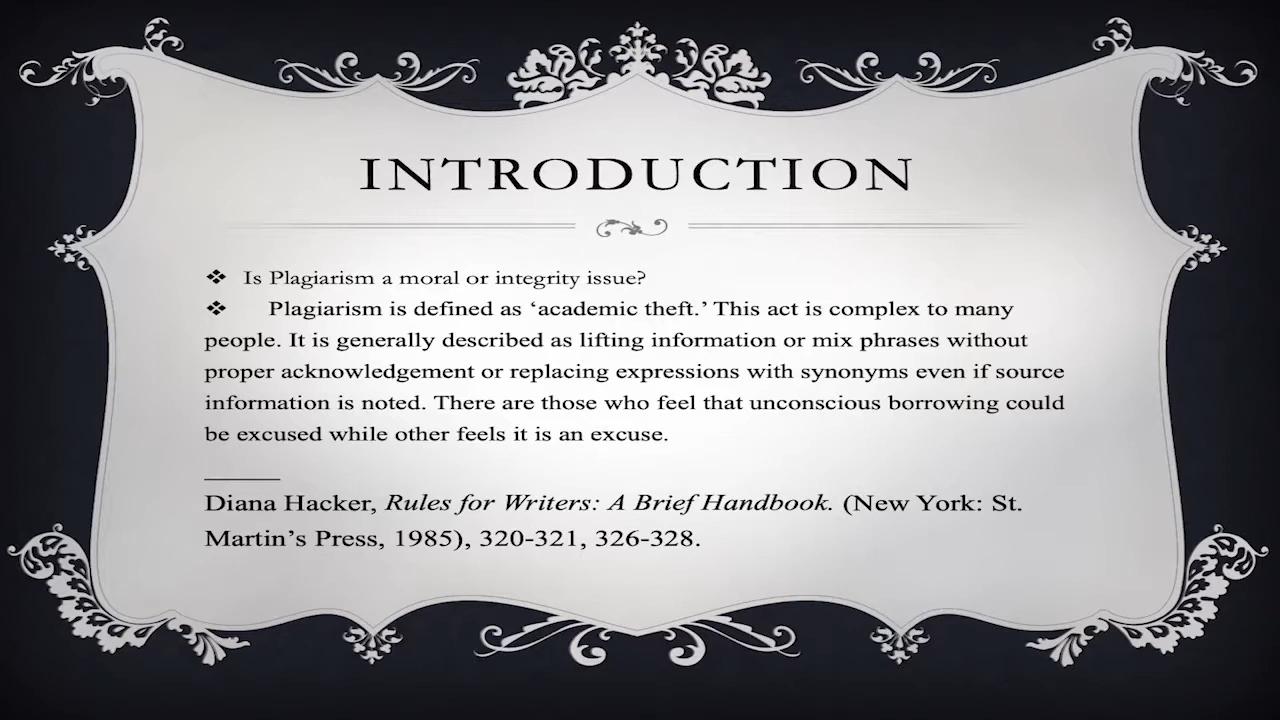 INTRODUCTION
❖ Is Plagiarism a moral or integrity issue?
❖ Plagiarism is defined as ‘academic theft.’ This act is complex to many
people. It is generally described as lifting information or mix phrases without
proper acknowledgement or replacing expressions with synonyms even if source
information is noted. There are those who feel that unconscious borrowing could
be excused while other feels it is an excuse.
Diana Hacker, Rules for Writers: A Brief Handbook. (New York: St.
Martin’s Press, 1985), 320-321, 326-328.